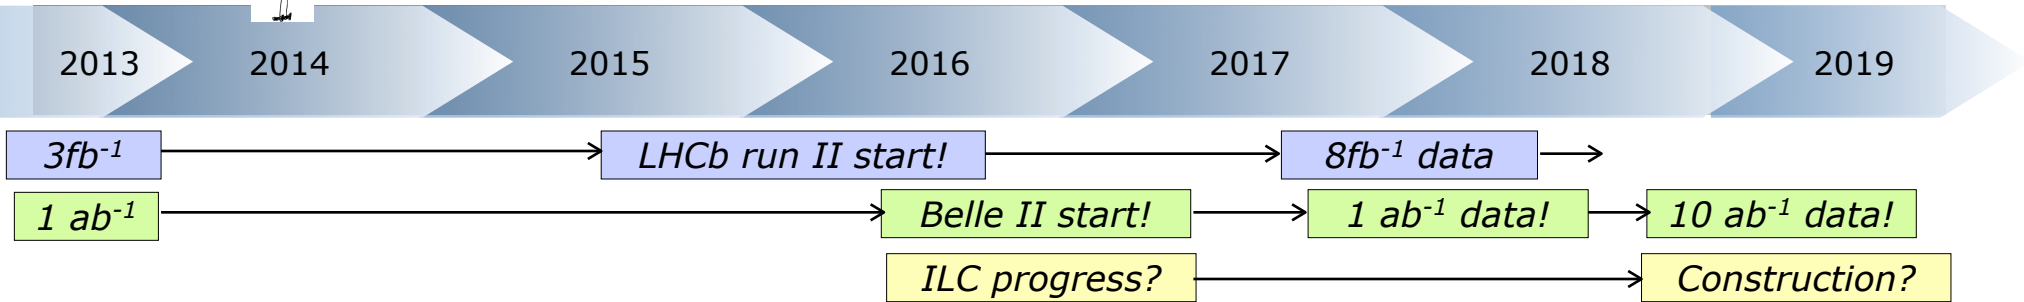 2013 2014 2015 2016 2017 2018 2019
3fb⁻¹ LHCb run II start! 8fb⁻¹ data
1 ab⁻¹ Belle II start! 1 ab⁻¹ data! 10 ab⁻¹ data!
ILC progress? Construction?